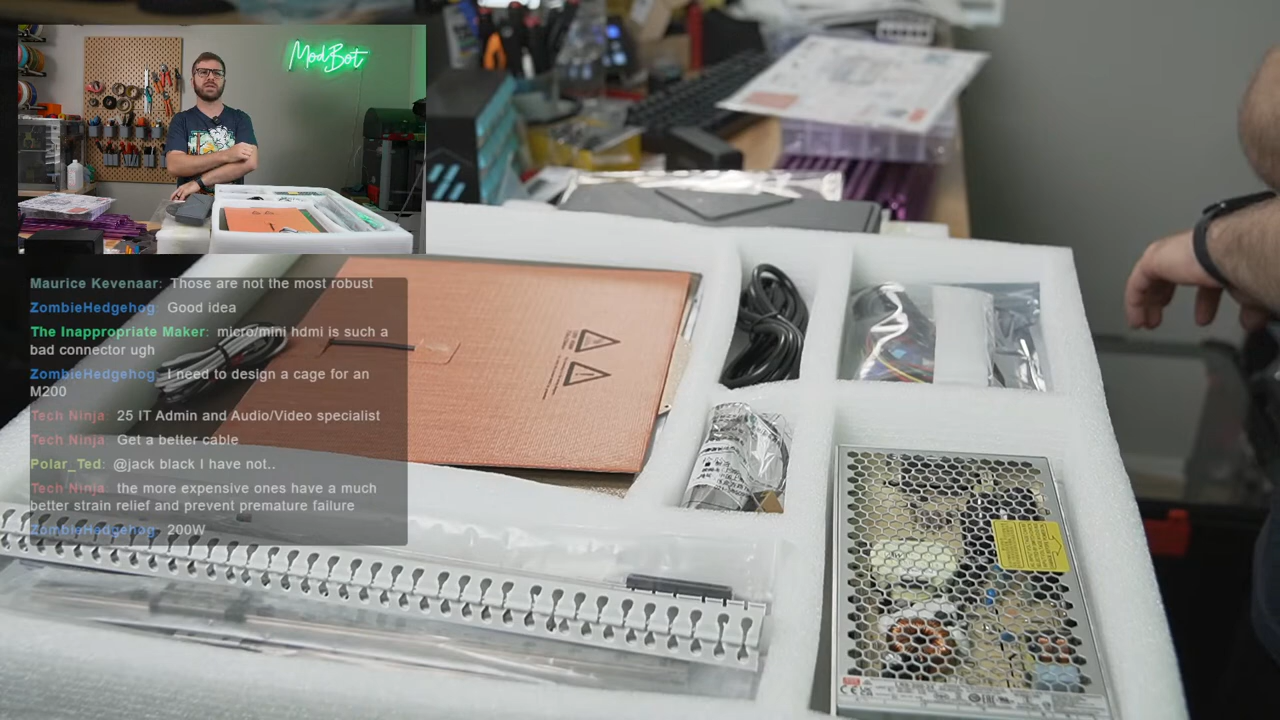 ModBot
Maurice Kevenaar: Those are not the most robust
ZombieHedgehog: Good idea
The Inappropriate Maker: micro/mini hdmi is such a
bad connector ugh
ZombieHedgehog: I need to design a cage for an
M200
Tech Ninja: 25 IT Admin and Audio/Video specialist
Tech Ninja: Get a better cable
Polar_Ted: @jack black I have not..
Tech Ninja: the more expensive ones have a much
better strain relief and prevent premature failure
ZombieHedgehog: 200W